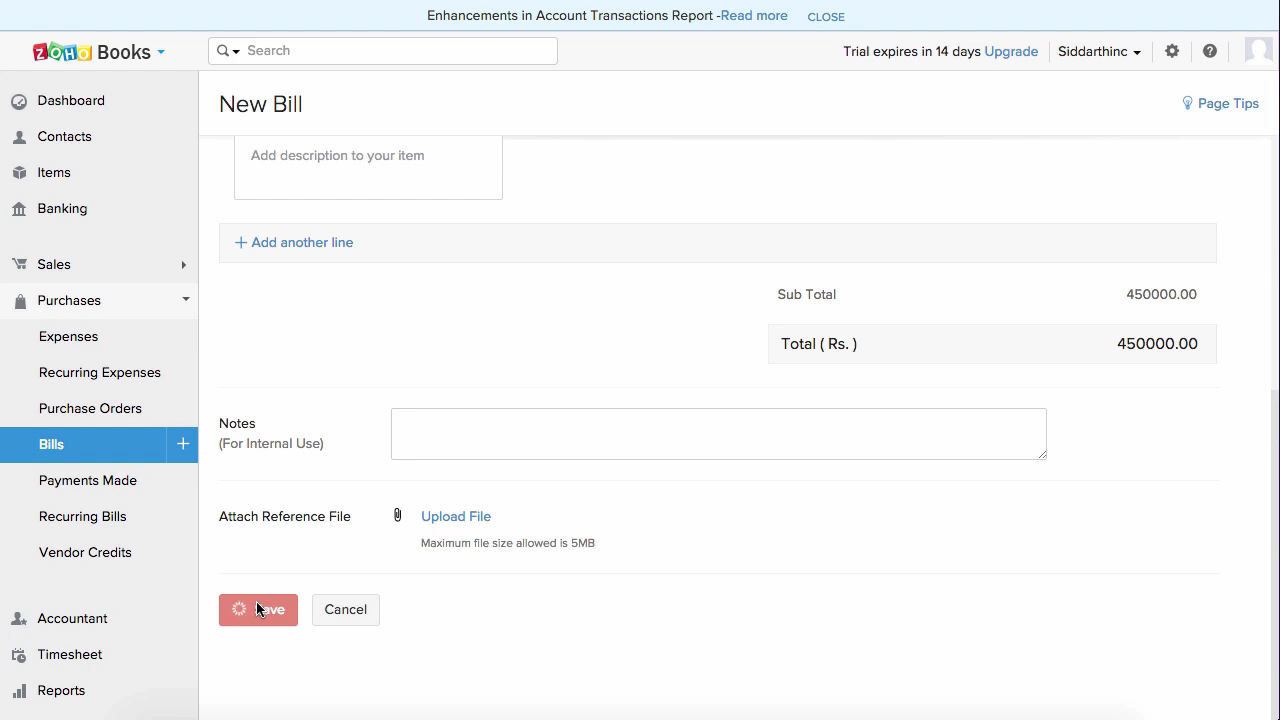 Enhancements in Account Transactions Report -Read more CLOSE
ZOHO Books
Search
Trial expires in 14 days Upgrade
Siddarthinc
Dashboard
Contacts
Items
Banking
Sales
Purchases
Expenses
Recurring Expenses
Purchase Orders
Bills +
Payments Made
Recurring Bills
Vendor Credits
Accountant
Timesheet
Reports
New Bill
Page Tips
Add description to your item
+ Add another line
Sub Total 450000.00
Total ( Rs. ) 450000.00
Notes
(For Internal Use)
Attach Reference File
Upload File
Maximum file size allowed is 5MB
Save
Cancel